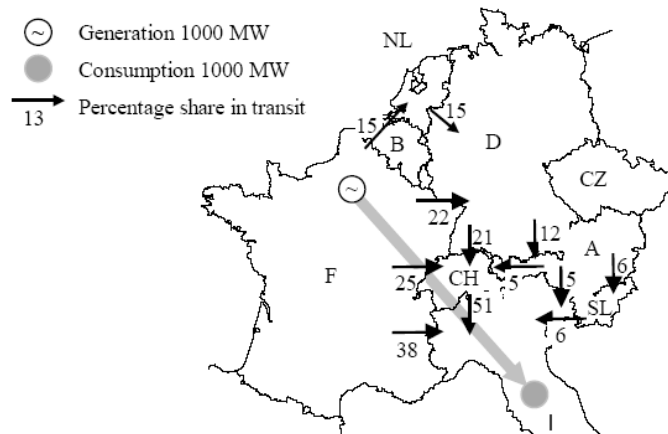 Generation 1000 MW
Consumption 1000 MW
13 Percentage share in transit
NL
15
15
B
D
CZ
~
22
21
12
A
F
25
CH
5
5
6
51
SL
38
6
I